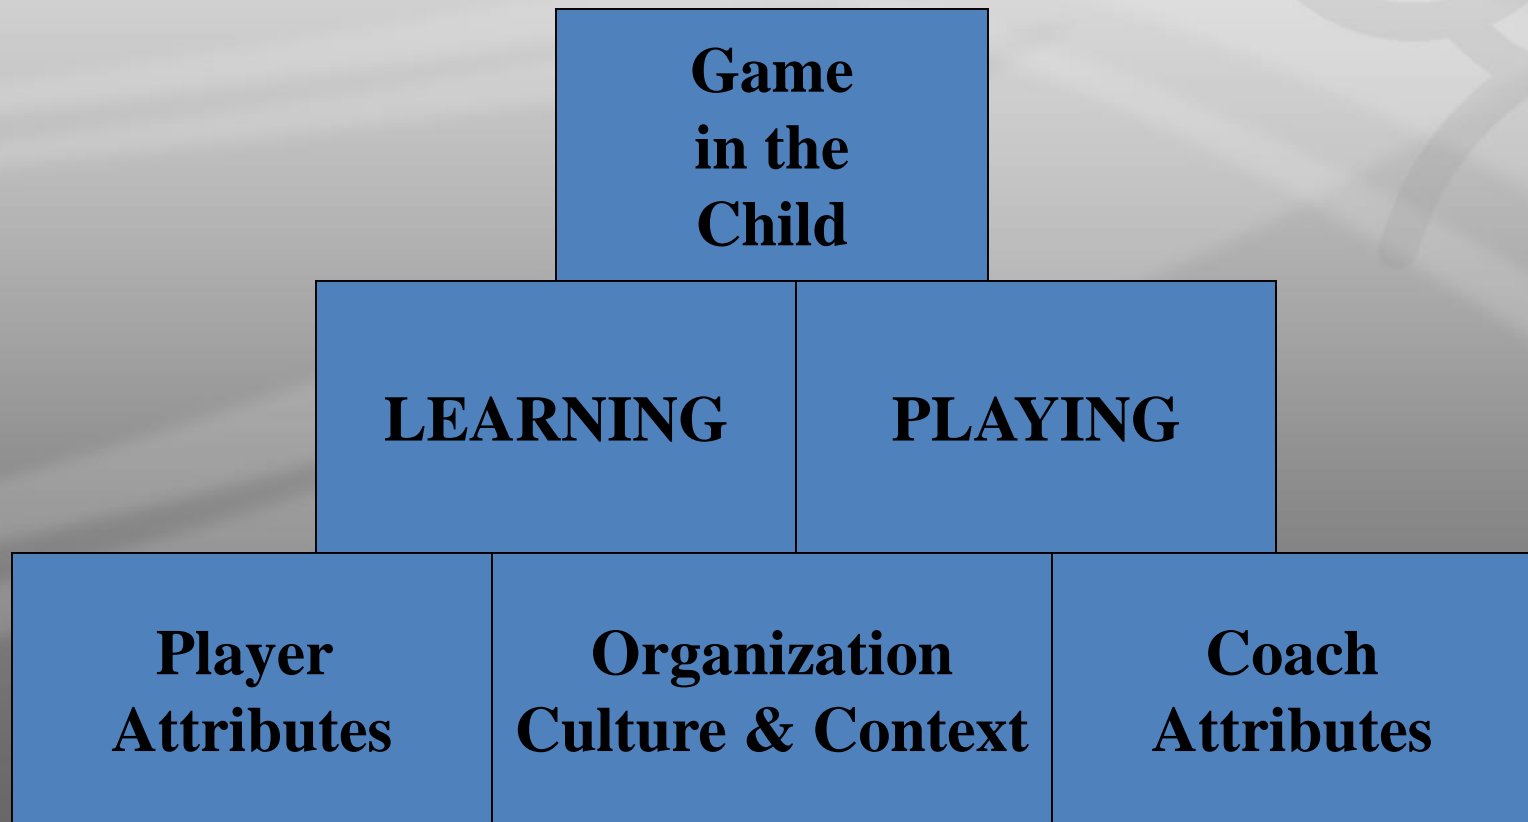 Game
in the
Child
LEARNING
PLAYING
Player
Attributes
Organization
Culture & Context
Coach
Attributes